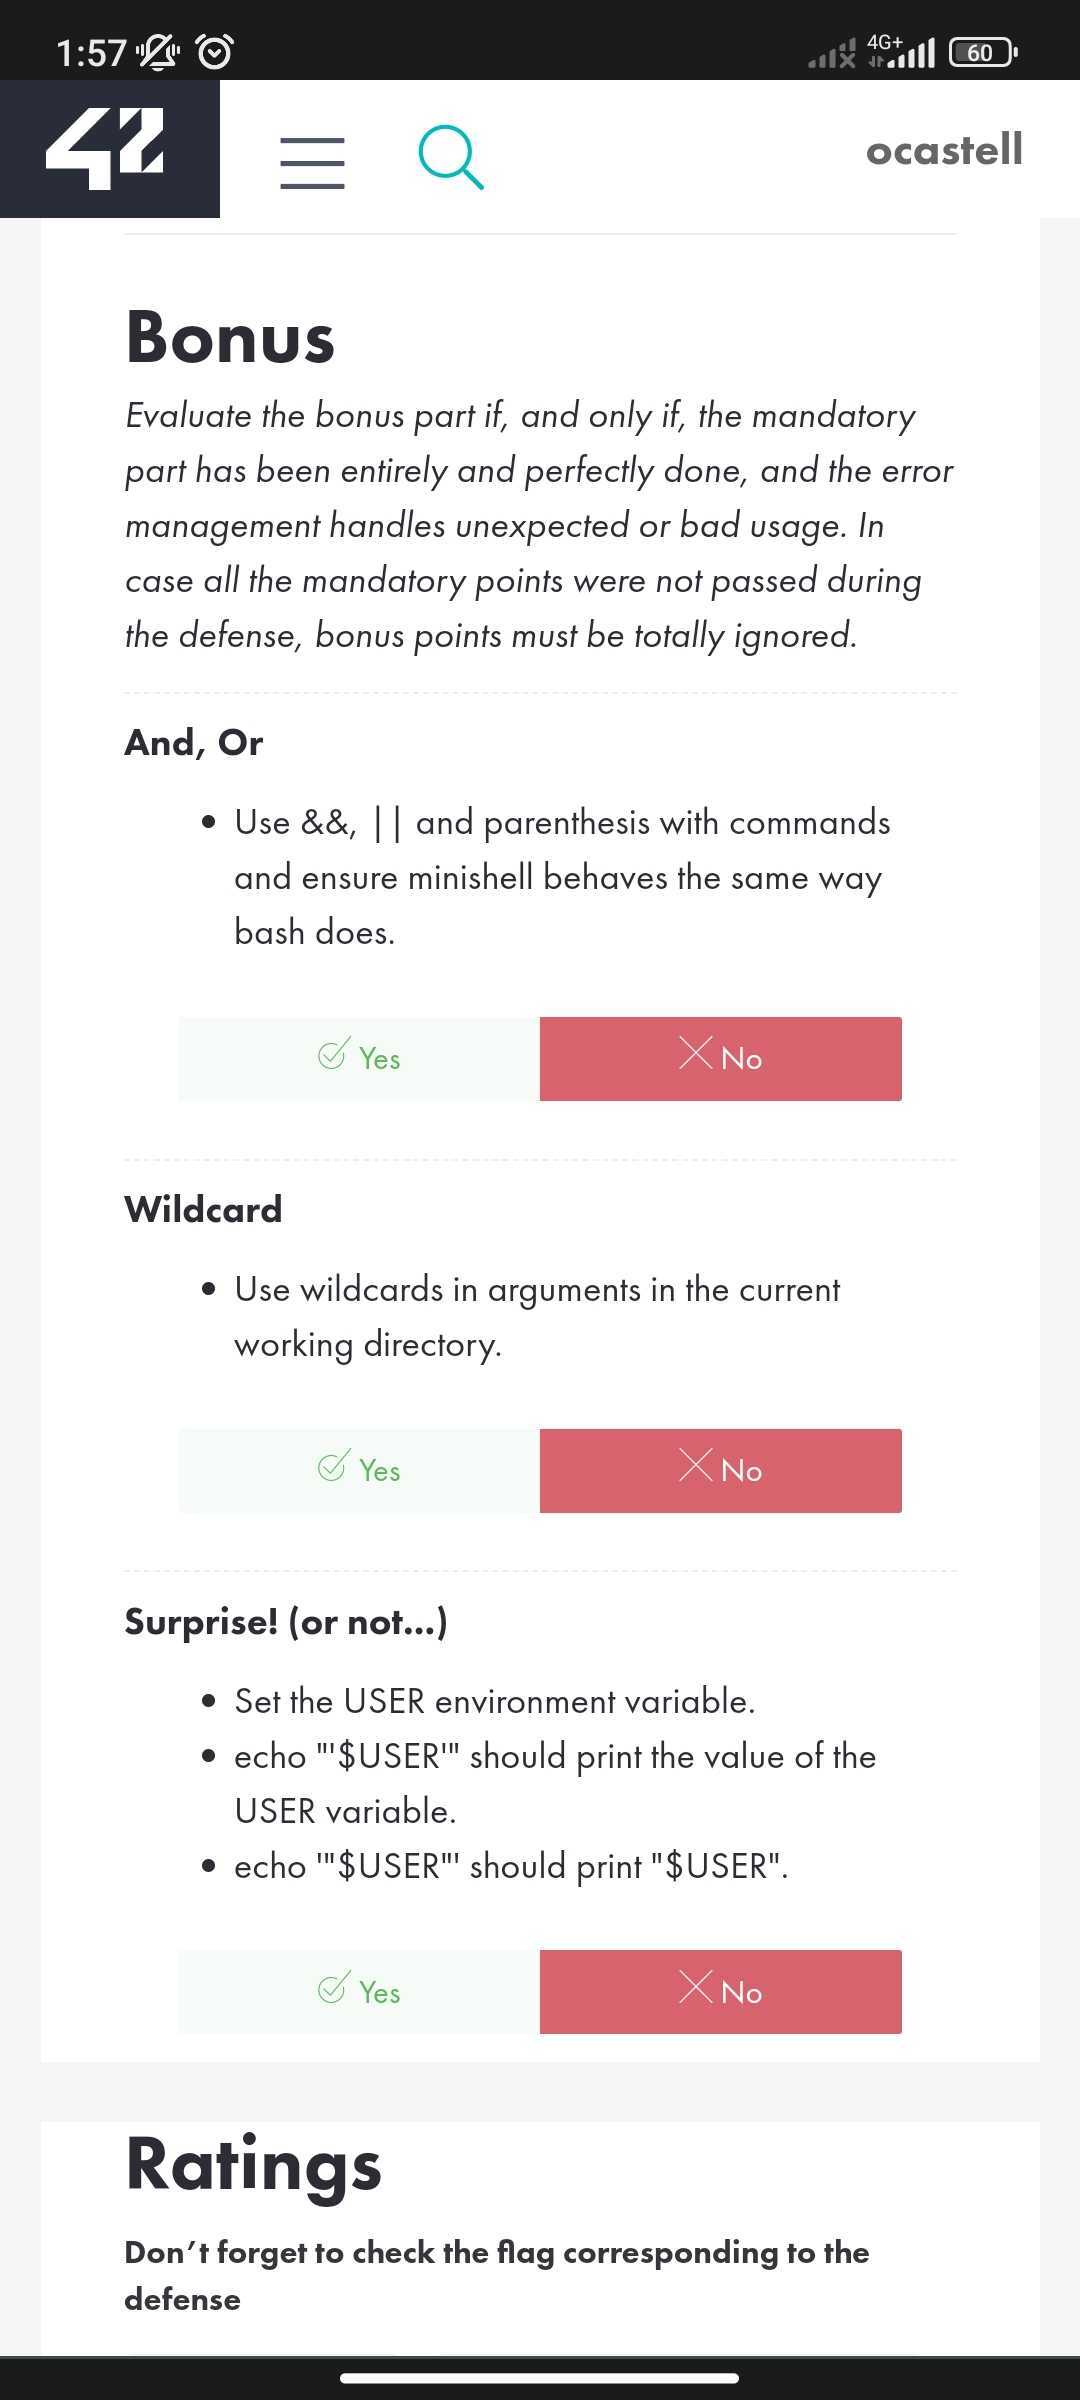 1:57
4G+
60
42
ocastell
Bonus
Evaluate the bonus part if, and only if, the mandatory
part has been entirely and perfectly done, and the error
management handles unexpected or bad usage. In
case all the mandatory points were not passed during
the defense, bonus points must be totally ignored.
And, Or
• Use &&, || and parenthesis with commands
and ensure minishell behaves the same way
bash does.
Yes
No
Wildcard
• Use wildcards in arguments in the current
working directory.
Yes
No
Surprise! (or not...)
• Set the USER environment variable.
• echo "'$USER'" should print the value of the
USER variable.
• echo '"$USER"' should print "$USER".
Yes
No
Ratings
Don’t forget to check the flag corresponding to the
defense